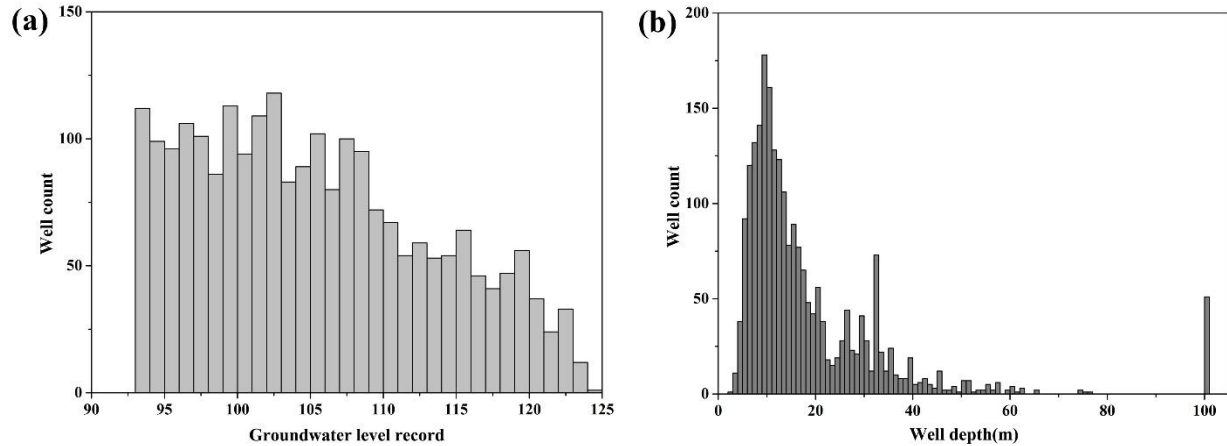 (a)
150
100
50
0
Well count
90 95 100 105 110 115 120 125
Groundwater level record
(b)
200
150
100
50
0
Well count
0 20 40 60 80 100
Well depth(m)